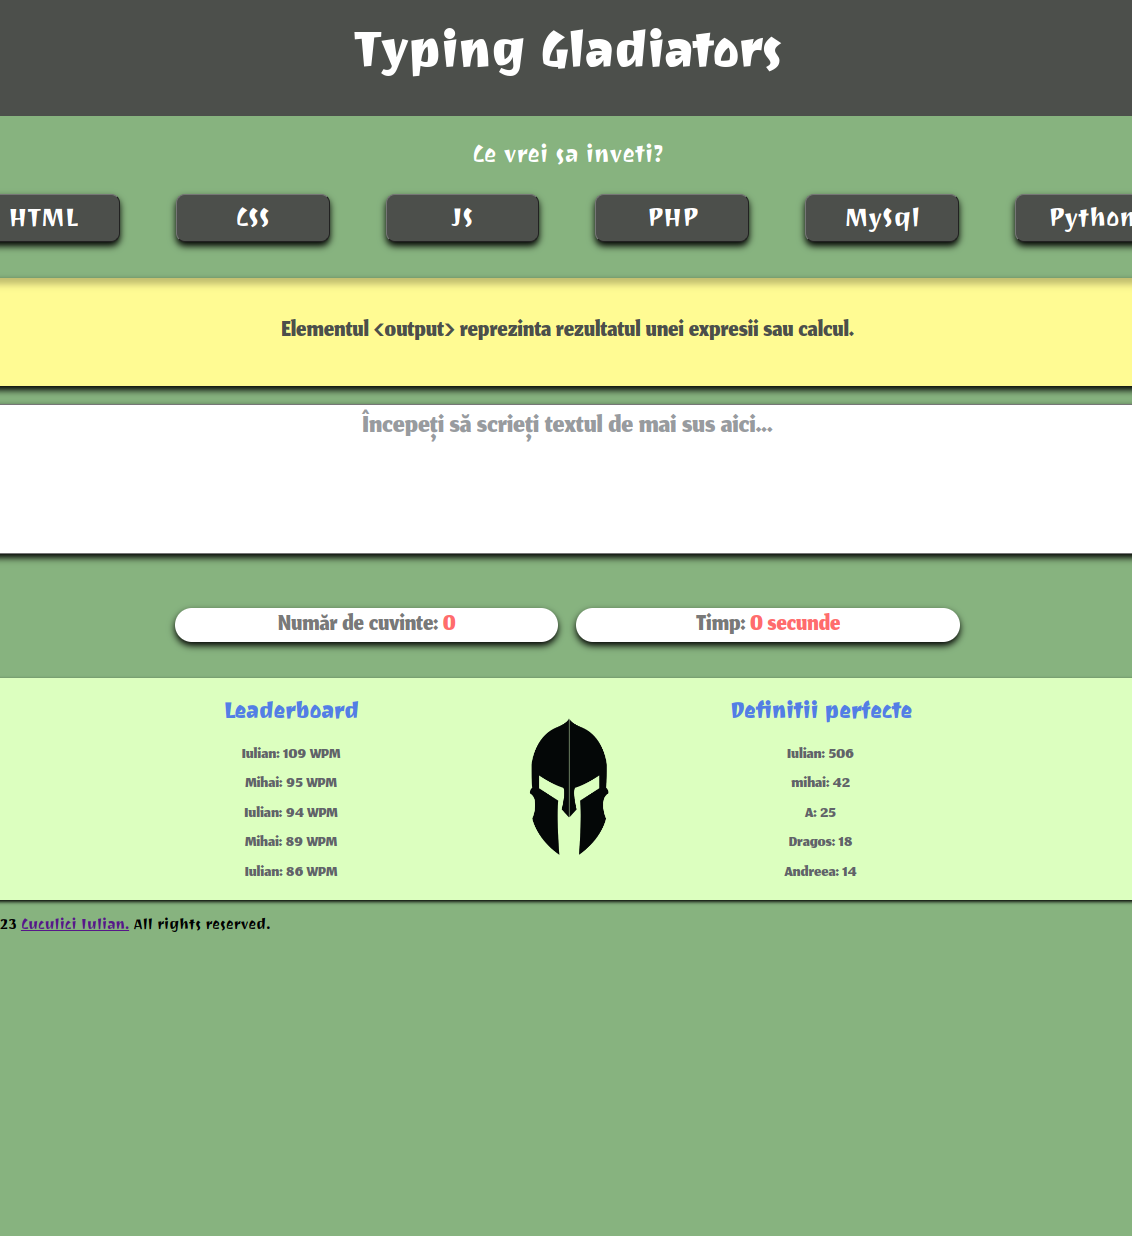 Typing Gladiators
Ce vrei sa inveti?
HTML CSS JS PHP MySql Python
Elementul <output> reprezinta rezultatul unei expresii sau calcul.
Începeți să scrieți textul de mai sus aici...
Număr de cuvinte: 0 Timp: 0 secunde
Leaderboard
Iulian: 109 WPM
Mihai: 95 WPM
Iulian: 94 WPM
Mihai: 89 WPM
Iulian: 86 WPM
Definitii perfecte
Iulian: 506
mihai: 42
A: 25
Dragos: 18
Andreea: 14
23 Cuculici Iulian. All rights reserved.